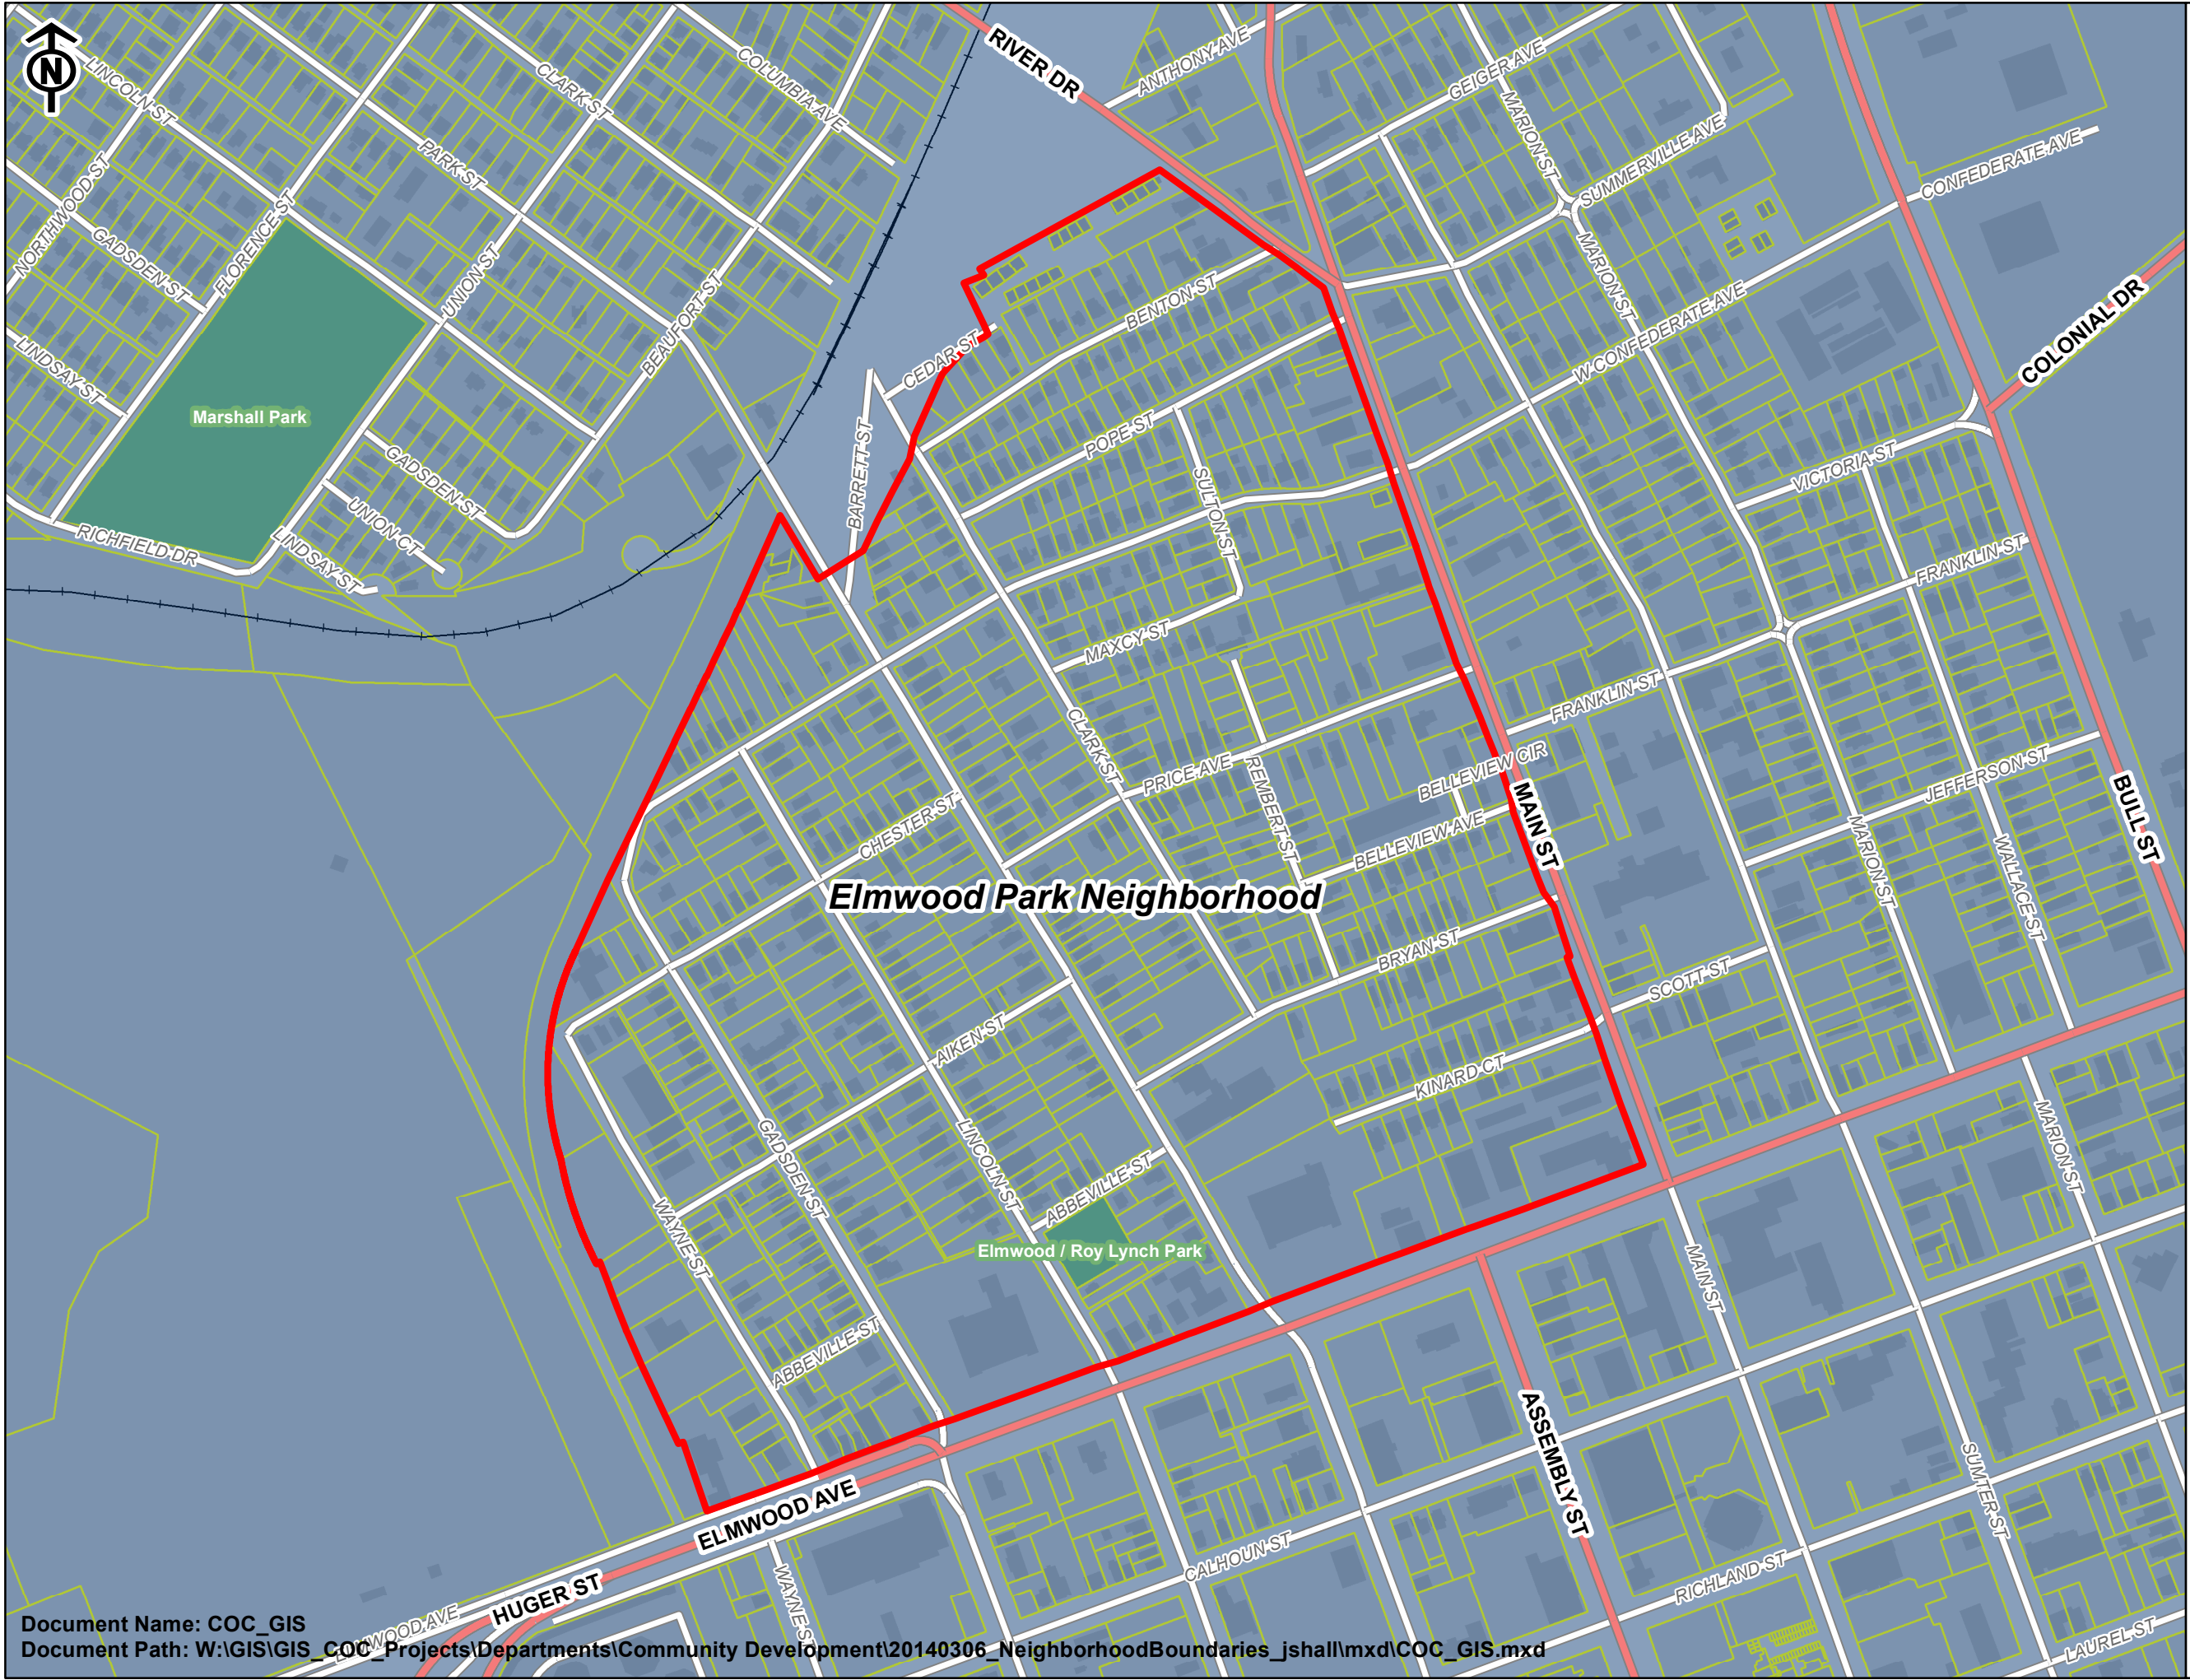 N
RIVER DR
ANTHONY AVE
GEIGER AVE
COLUMBIA AVE
CLARK ST
LINCOLN ST
PARK ST
NORTHWOOD ST
GADSDEN ST
FLORENCE ST
UNION ST
BEAUFORT ST
LINDSAY ST
Marshall Park
GADSDEN ST
UNION CT
RICHFIELD DR
LINDSAY ST
MARION ST
SUMMERVILLE AVE
CONFEDERATE AVE
MARION ST
W CONFEDERATE AVE
COLONIAL DR
BENTON ST
CEDAR ST
BARRETT ST
POPE ST
SULTON ST
VICTORIA ST
FRANKLIN ST
MAXCY ST
FRANKLIN ST
CLARK ST
PRICE AVE
REMBERT ST
BELLEVIEW CIR
BELLEVIEW AVE
MAIN ST
JEFFERSON ST
BULL ST
MARION ST
WALLACE ST
CHESTER ST
Elmwood Park Neighborhood
BRYAN ST
SCOTT ST
AIKEN ST
KINARD CT
GADSDEN ST
LINCOLN ST
ABBEVILLE ST
WAYNE ST
Elmwood / Roy Lynch Park
MARION ST
MAIN ST
ABBEVILLE ST
ASSEMBLY ST
SUMTER ST
ELMWOOD AVE
CALHOUN ST
RICHLAND ST
WAYNE ST
HUGER ST
ELMWOOD AVE
LAUREL ST
Document Name: COC_GIS
Document Path: W:\GIS\GIS_COC_Projects\Departments\Community Development\20140306_NeighborhoodBoundaries_jshall\mxd\COC_GIS.mxd